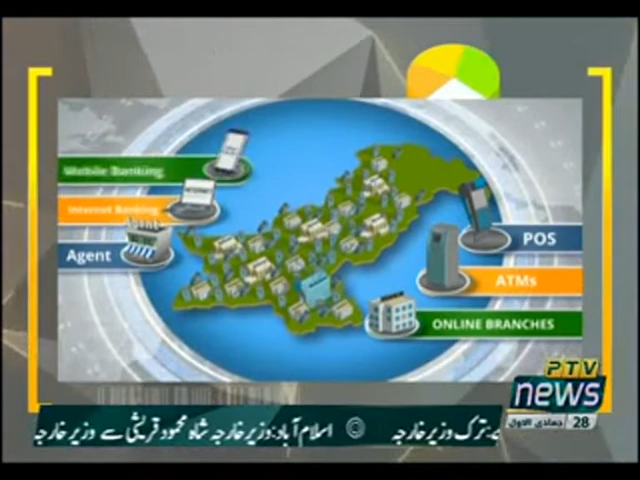 Mobile Banking
Internet Banking
Agent
POS
ATMs
ONLINE BRANCHES
PTV
news
جمادی الاول 28
ے: ترک وزیر خارجہ © اسلام آباد: وزیر خارجہ شاہ محمود قریشی سے وزیر خارجہ